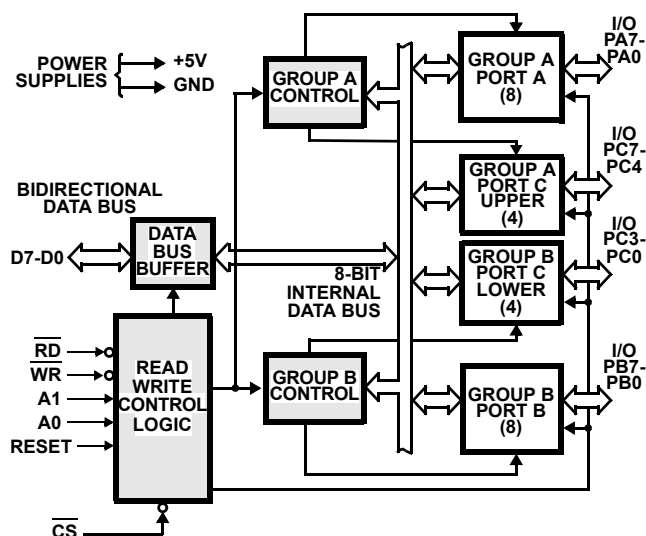 POWER
SUPPLIES
+5V
GND
GROUP A
CONTROL
GROUP A
PORT A
(8)
I/O
PA7-
PA0
GROUP A
PORT C
UPPER
(4)
I/O
PC7-
PC4
BIDIRECTIONAL
DATA BUS
D7-D0
DATA
BUS
BUFFER
8-BIT
INTERNAL
DATA BUS
GROUP B
PORT C
LOWER
(4)
I/O
PC3-
PC0
RD
WR
A1
A0
RESET
READ
WRITE
CONTROL
LOGIC
GROUP B
CONTROL
GROUP B
PORT B
(8)
I/O
PB7-
PB0
CS